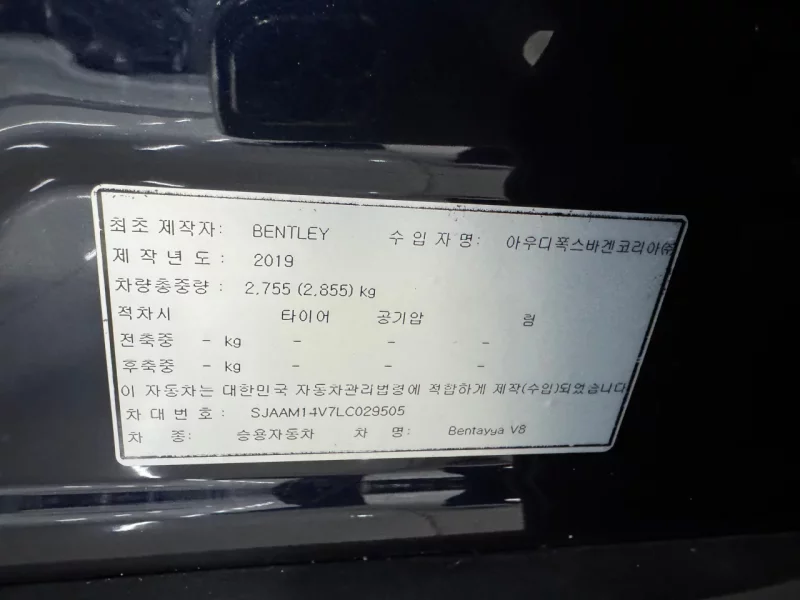 최초 제작자: BENTLEY 수 입 자 명: 아우디폭스바겐코리아㈜
제 작 년 도 : 2019
차량총중량 : 2,755 (2,855) kg
적차시 타이어 공기압 림
전축중 - kg - - -
후축중 - kg - - -
이 자동차는 대한민국 자동차관리법령에 적합하게 제작(수입)되었습니다
차 대 번 호 : SJAAM14V7LC029505
차 종: 승용자동차 차 명: Bentayya V8